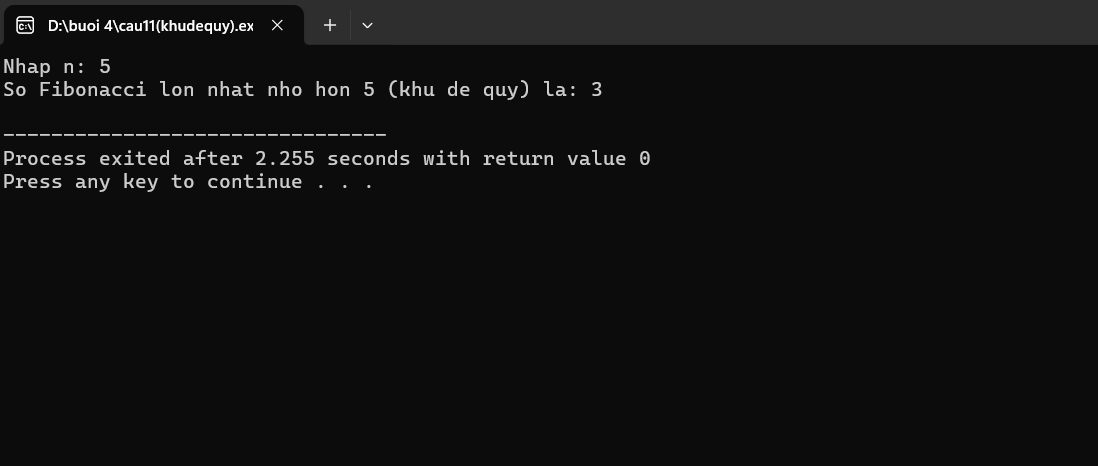 D:\buoi 4\cau11(khudequy).ex
Nhap n: 5
So Fibonacci lon nhat nho hon 5 (khu de quy) la: 3
--------------------------------
Process exited after 2.255 seconds with return value 0
Press any key to continue . . .